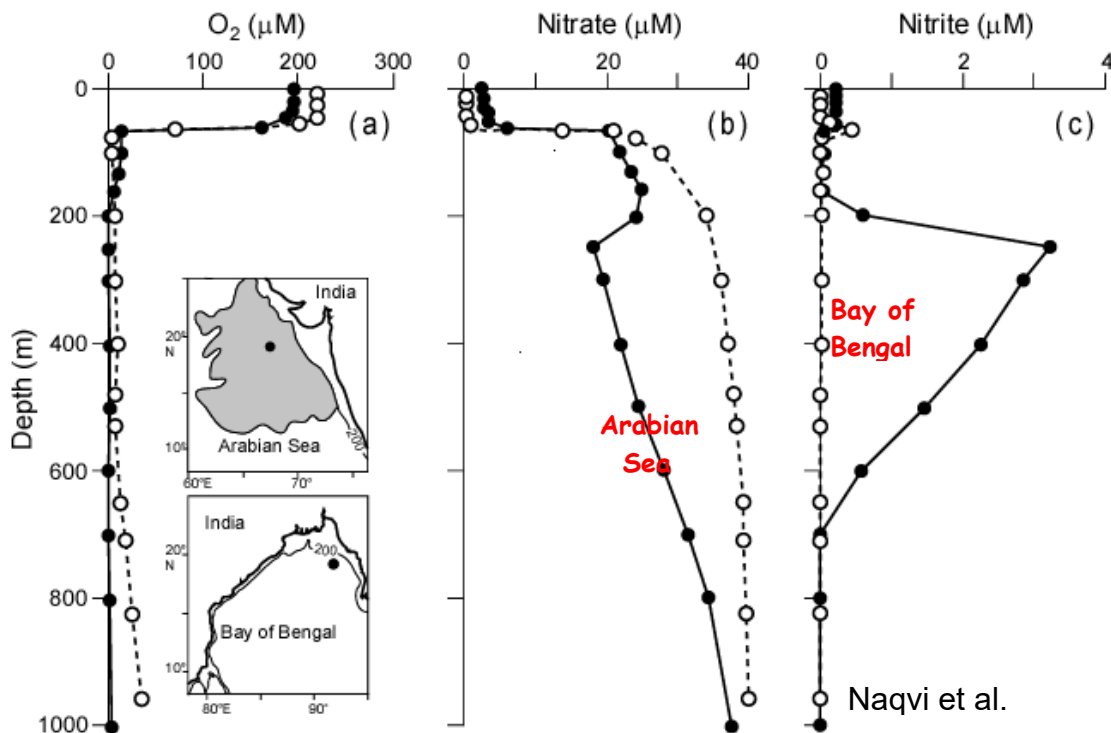 O₂ (μM)
0 100 200 300
Nitrate (μM)
0 20 40
Nitrite (μM)
0 2 4
0
200
400
600
800
1000
Depth (m)
(a)
(b)
(c)
India
20°
N
10°
Arabian Sea
200
60°E 70°
India
20°
N
200
10°
Bay of Bengal
80°E 90°
Arabian
Sea
Bay of
Bengal
Naqvi et al.